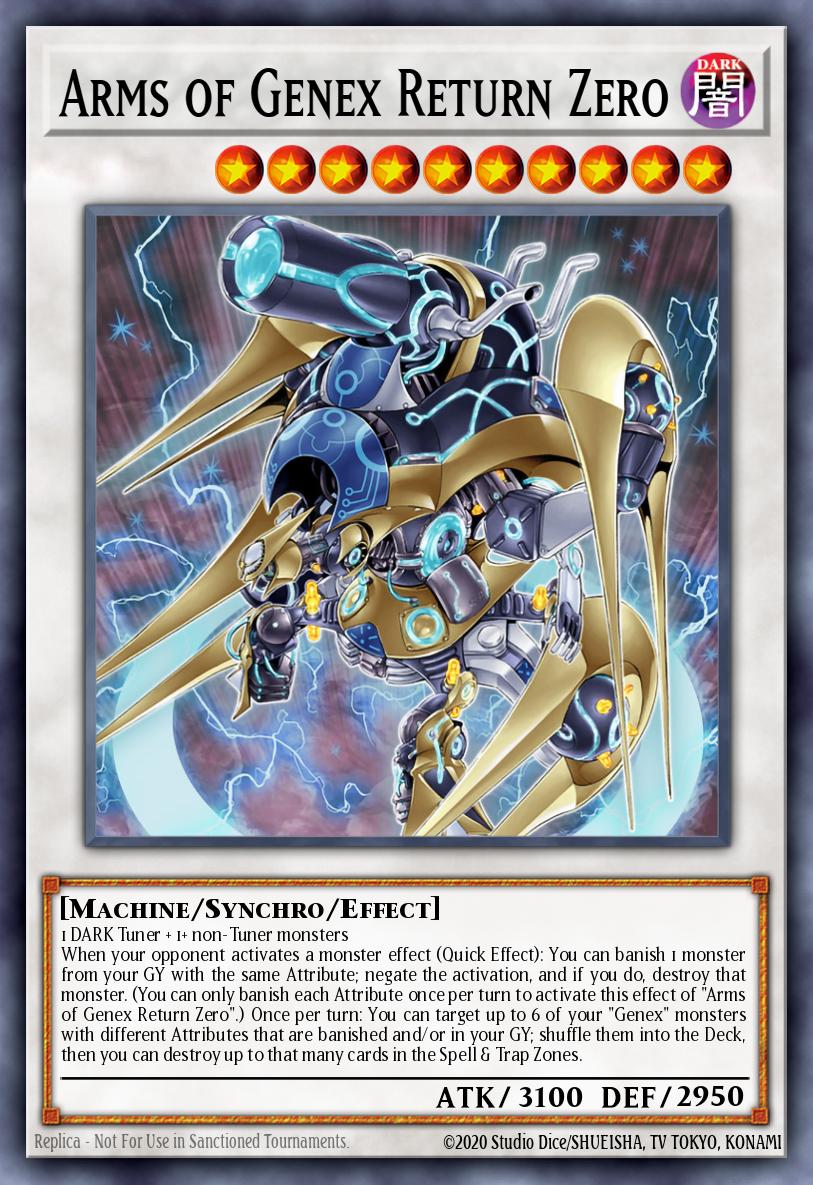 Arms of Genex Return Zero
DARK
闇
[Machine/Synchro/Effect]
1 DARK Tuner + 1+ non-Tuner monsters
When your opponent activates a monster effect (Quick Effect): You can banish 1 monster
from your GY with the same Attribute; negate the activation, and if you do, destroy that
monster. (You can only banish each Attribute once per turn to activate this effect of "Arms
of Genex Return Zero".) Once per turn: You can target up to 6 of your "Genex" monsters
with different Attributes that are banished and/or in your GY; shuffle them into the Deck,
then you can destroy up to that many cards in the Spell & Trap Zones.
ATK/ 3100 DEF/ 2950
Replica - Not For Use in Sanctioned Tournaments.
©2020 Studio Dice/SHUEISHA, TV TOKYO, KONAMI